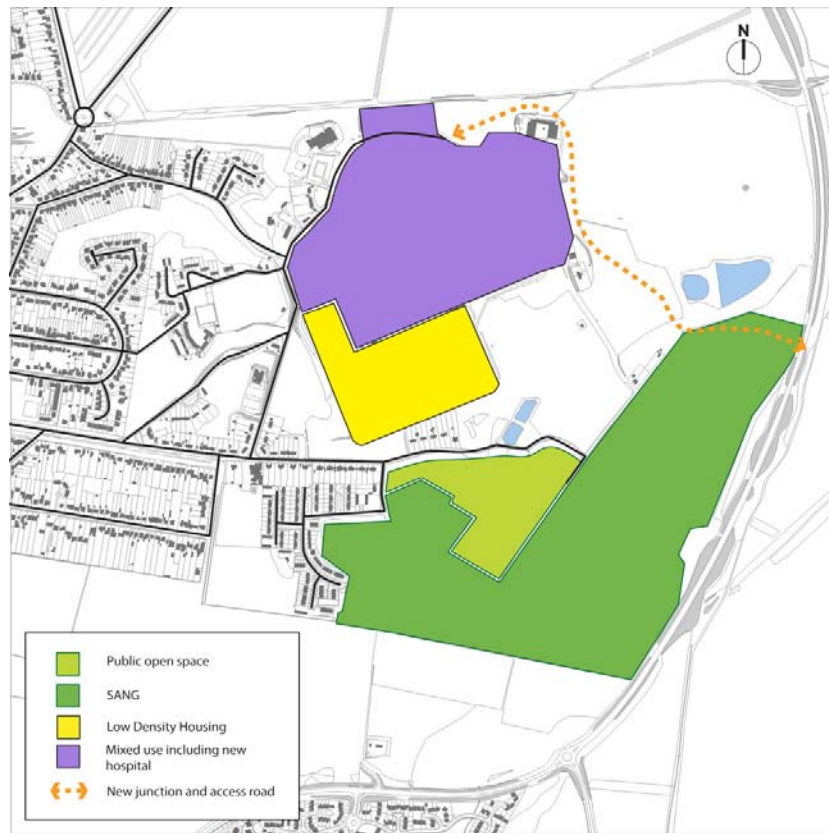 N
Public open space
SANG
Low Density Housing
Mixed use including new
hospital
New junction and access road